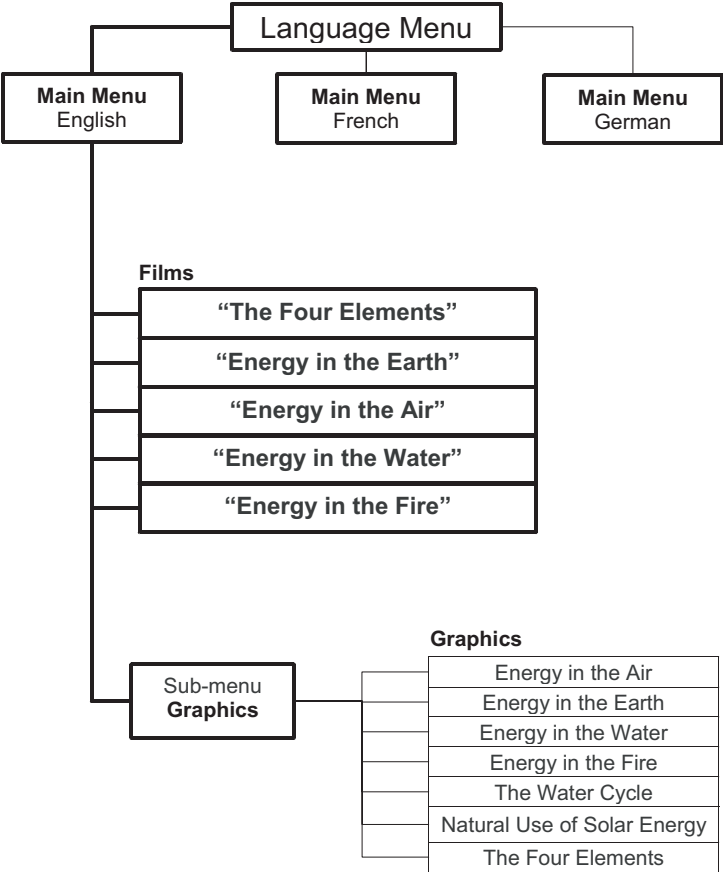 Language Menu
Main Menu
English
Main Menu
French
Main Menu
German
Films
“The Four Elements”
“Energy in the Earth”
“Energy in the Air”
“Energy in the Water”
“Energy in the Fire”
Sub-menu
Graphics
Graphics
Energy in the Air
Energy in the Earth
Energy in the Water
Energy in the Fire
The Water Cycle
Natural Use of Solar Energy
The Four Elements